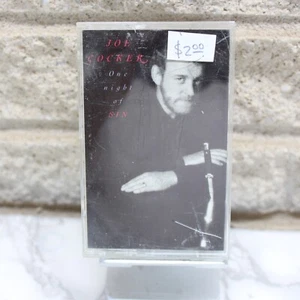 JOE
COCKER
One
night
of
SIN
$2.00